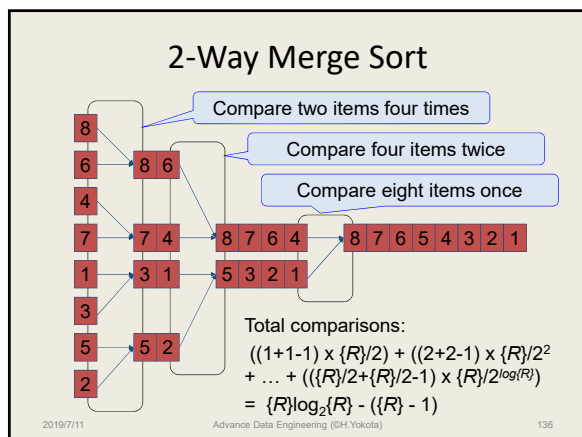 2-Way Merge Sort
Compare two items four times
Compare four items twice
Compare eight items once
8
6
4
7
1
3
5
2
8 6
7 4
3 1
5 2
8 7 6 4
5 3 2 1
8 7 6 5 4 3 2 1
Total comparisons:
((1+1-1) x {R}/2) + ((2+2-1) x {R}/2²
+ … + (({R}/2+{R}/2-1) x {R}/2^log{R})
= {R}log₂{R} - ({R} - 1)
2019/7/11 Advance Data Engineering (©H.Yokota) 136